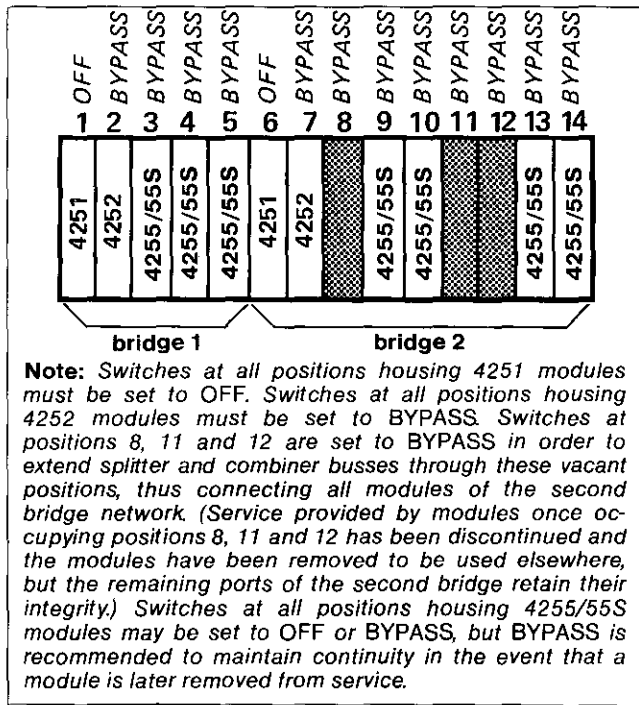 OFF BYPASS BYPASS BYPASS BYPASS OFF BYPASS BYPASS BYPASS BYPASS BYPASS BYPASS BYPASS BYPASS
1 2 3 4 5 6 7 8 9 10 11 12 13 14
4251 4252 4255/55S 4255/55S 4255/55S 4251 4252 4255/55S 4255/55S 4255/55S 4255/55S
bridge 1 bridge 2
Note: Switches at all positions housing 4251 modules
must be set to OFF. Switches at all positions housing
4252 modules must be set to BYPASS. Switches at
positions 8, 11 and 12 are set to BYPASS in order to
extend splitter and combiner busses through these vacant
positions, thus connecting all modules of the second
bridge network. (Service provided by modules once oc-
cupying positions 8, 11 and 12 has been discontinued and
the modules have been removed to be used elsewhere,
but the remaining ports of the second bridge retain their
integrity.) Switches at all positions housing 4255/55S
modules may be set to OFF or BYPASS, but BYPASS is
recommended to maintain continuity in the event that a
module is later removed from service.